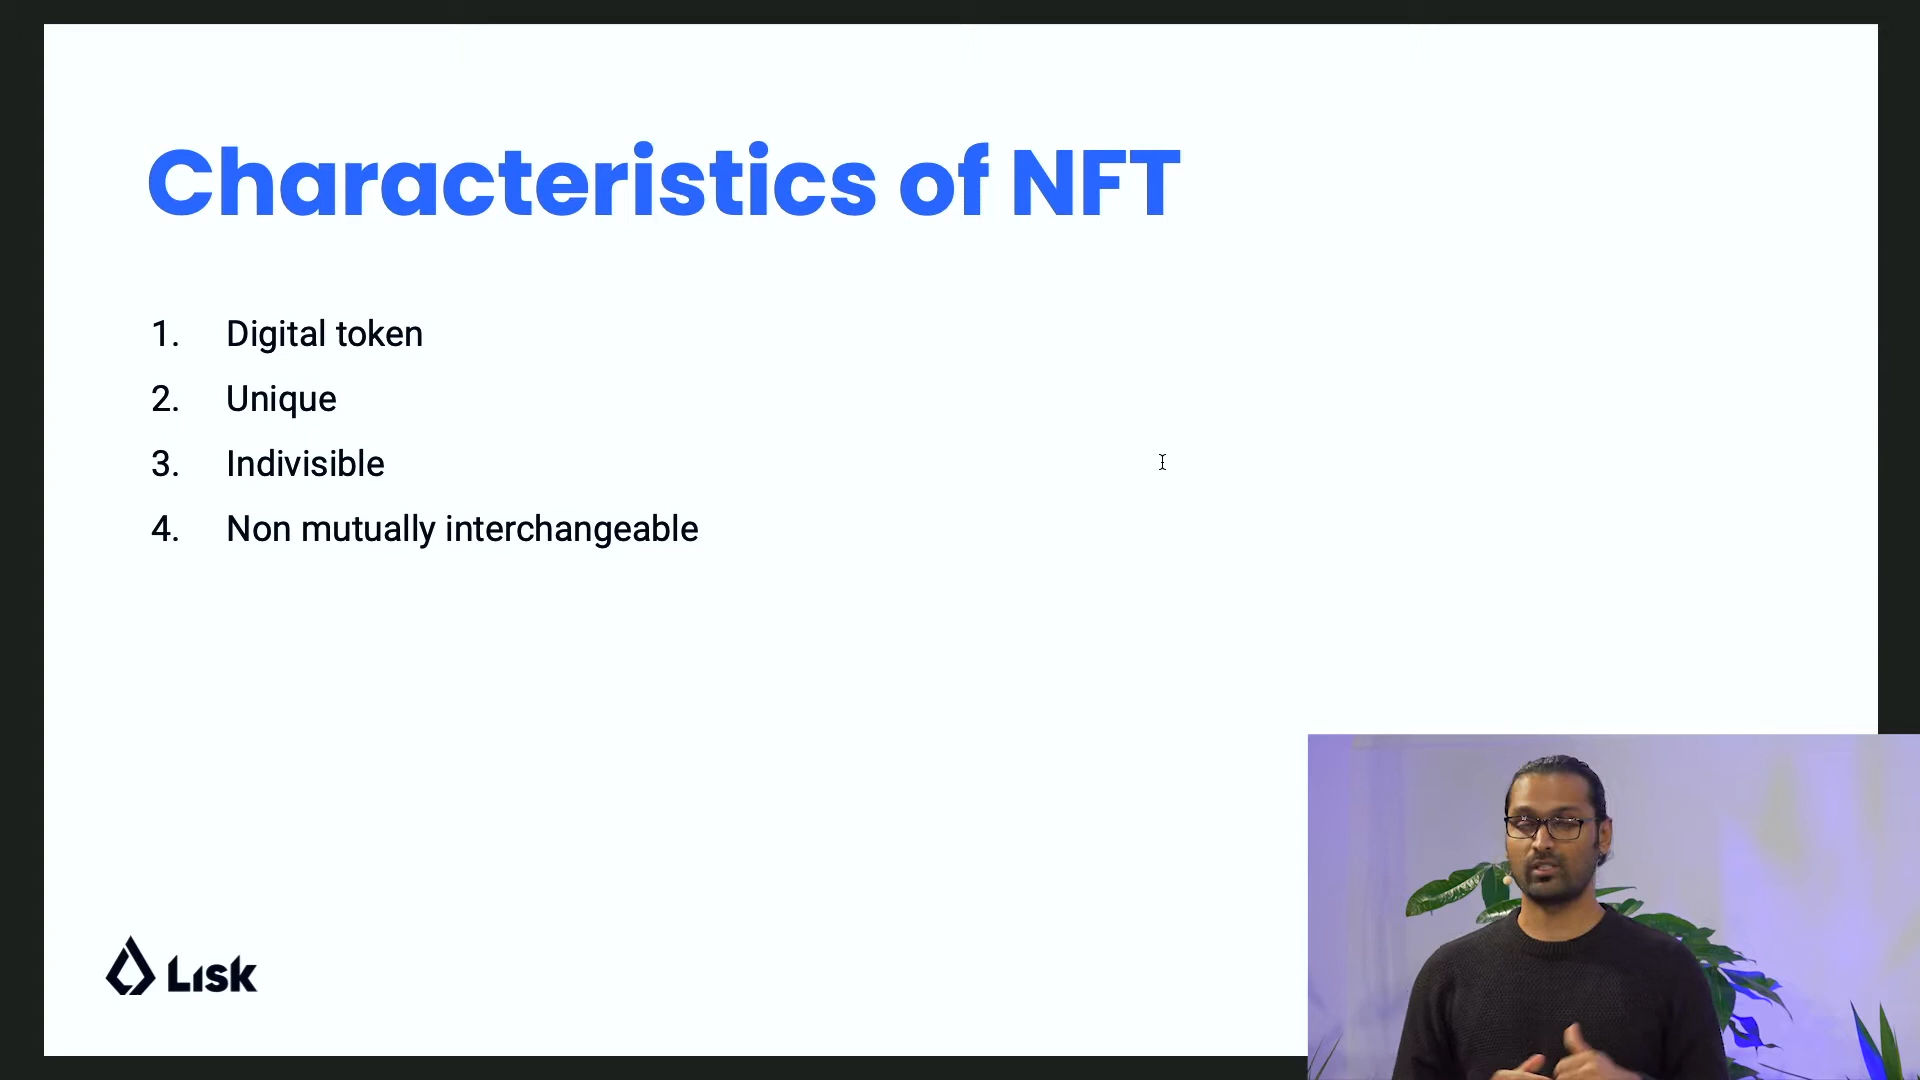 Characteristics of NFT
1. Digital token
2. Unique
3. Indivisible
4. Non mutually interchangeable
Lisk